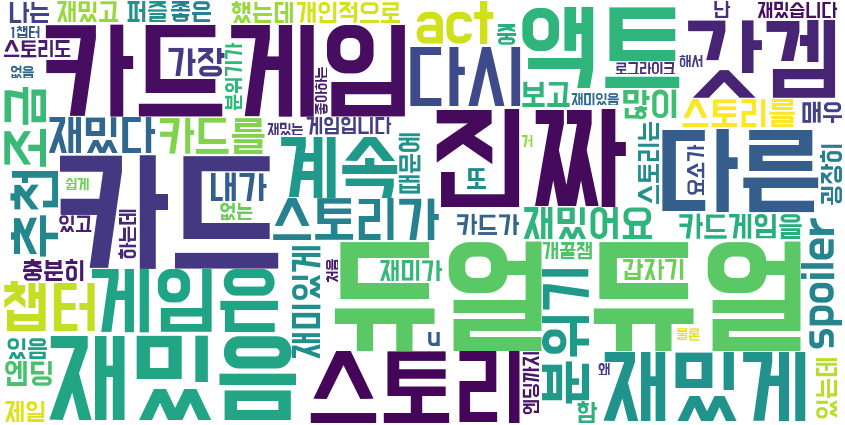 나는 재밌고 퍼즐 좋은 했는데 개인적으로 act 중 액트 난 재밌습니다
1챕터 스토리도 카드게임 가장 분위기가 좋아하는 다시 보고 재미있음 로그라이크 해서 갓겜
없음 조금 재밌다 카드를 재밌는 게임입니다 때문에 또 진짜 거 많이 스토리를 매우
추천 카드 쉽게 있고 하는데 내가 없는 계속 스토리가 카드가 재밌어요 스토리는 다른 요소가 카드게임을 굉장히
충분히 챕터 게임은 재미있게 처음 재미가 듀얼 듀얼 개꿀잼 갑자기 분위기 spoiler
있음 엔딩 제일 재밌음 스토리 ㄷ 엔딩까지 함 왜 물론 재밌게 있는데